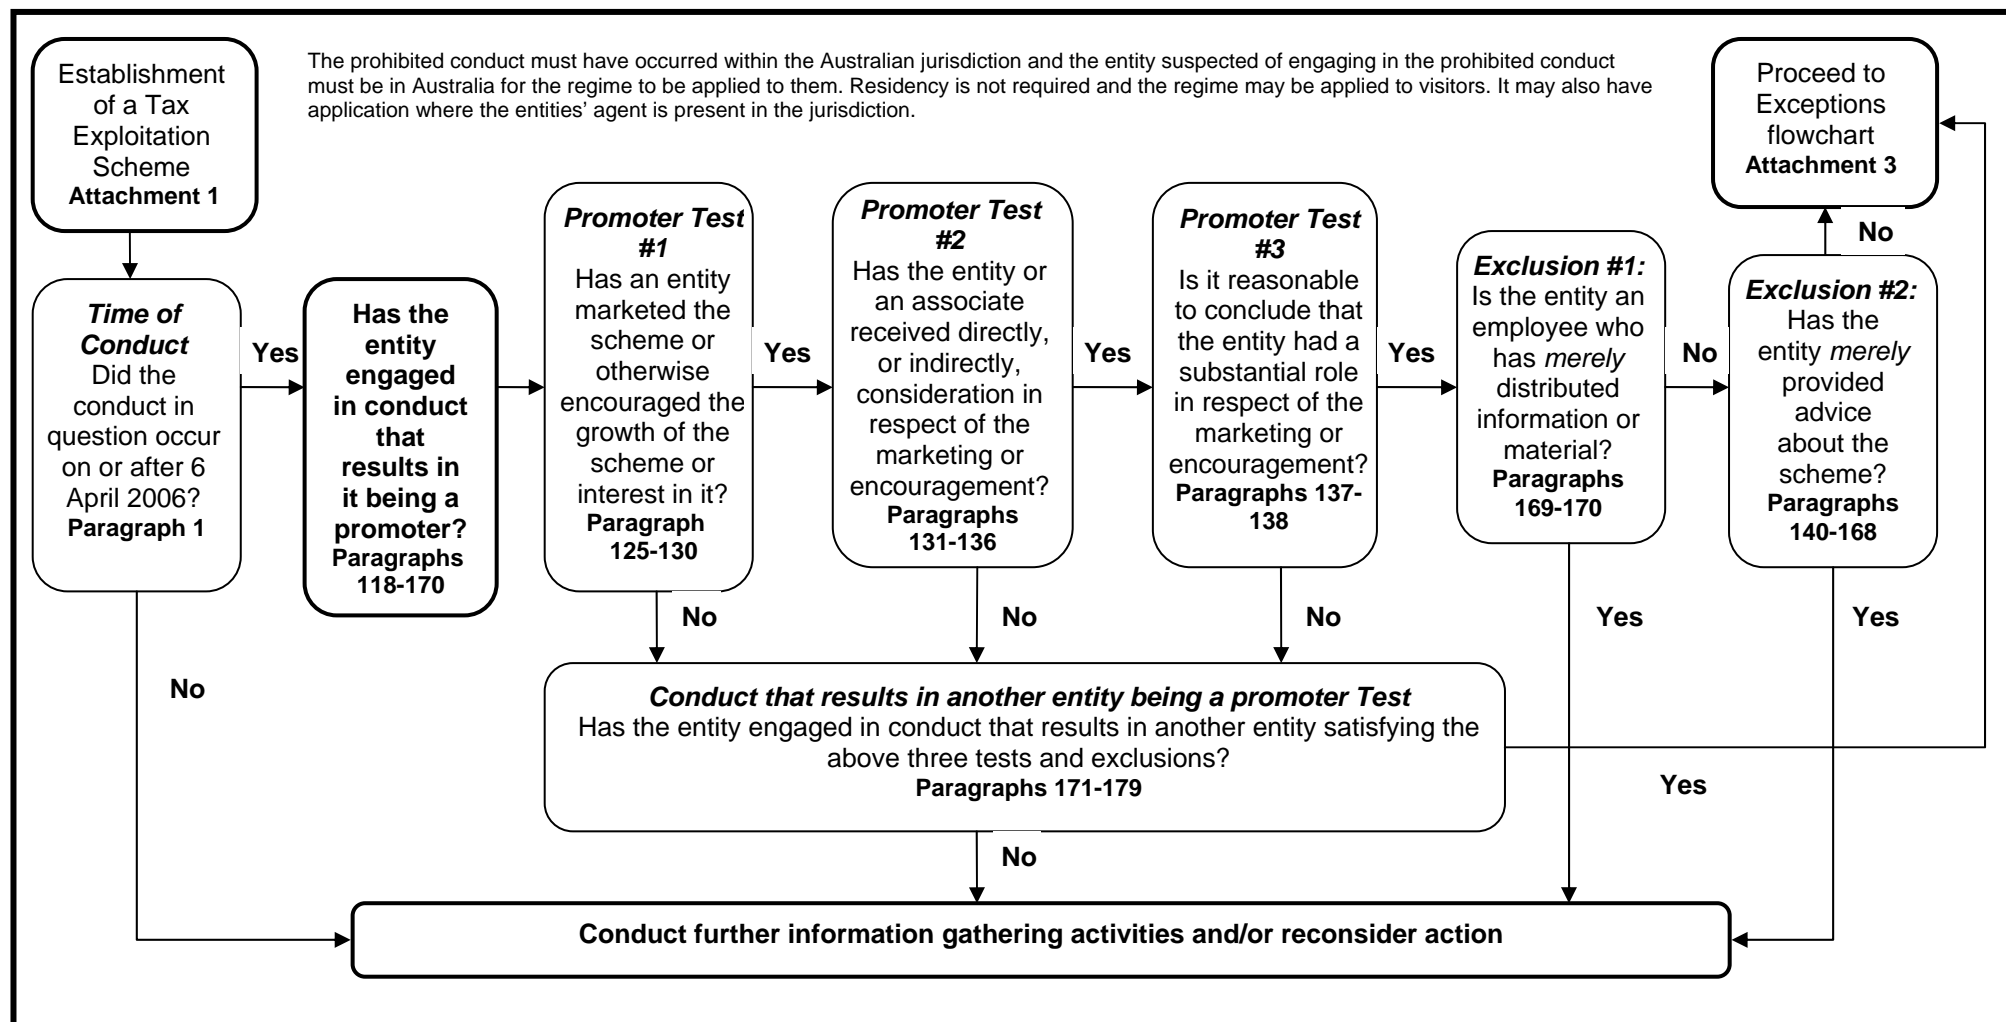 Establishment
of a Tax
Exploitation
Scheme
Attachment 1
The prohibited conduct must have occurred within the Australian jurisdiction and the entity suspected of engaging in the prohibited conduct
must be in Australia for the regime to be applied to them. Residency is not required and the regime may be applied to visitors. It may also have
application where the entities' agent is present in the jurisdiction.
Proceed to
Exceptions
flowchart
Attachment 3
Time of
Conduct
Did the
conduct in
question occur
on or after 6
April 2006?
Paragraph 1
Yes
No
Has the
entity
engaged
in conduct
that
results in
it being a
promoter?
Paragraphs
118-170
Promoter Test
#1
Has an entity
marketed the
scheme or
otherwise
encouraged the
growth of the
scheme or
interest in it?
Paragraph
125-130
Yes
No
Promoter Test
#2
Has the entity or
an associate
received directly,
or indirectly,
consideration in
respect of the
marketing or
encouragement?
Paragraphs
131-136
Yes
No
Promoter Test
#3
Is it reasonable
to conclude that
the entity had a
substantial role
in respect of the
marketing or
encouragement?
Paragraphs 137-
138
Yes
No
Exclusion #1:
Is the entity an
employee who
has merely
distributed
information or
material?
Paragraphs
169-170
No
Yes
Exclusion #2:
Has the
entity merely
provided
advice
about the
scheme?
Paragraphs
140-168
No
Yes
Conduct that results in another entity being a promoter Test
Has the entity engaged in conduct that results in another entity satisfying the
above three tests and exclusions?
Paragraphs 171-179
Yes
No
Conduct further information gathering activities and/or reconsider action